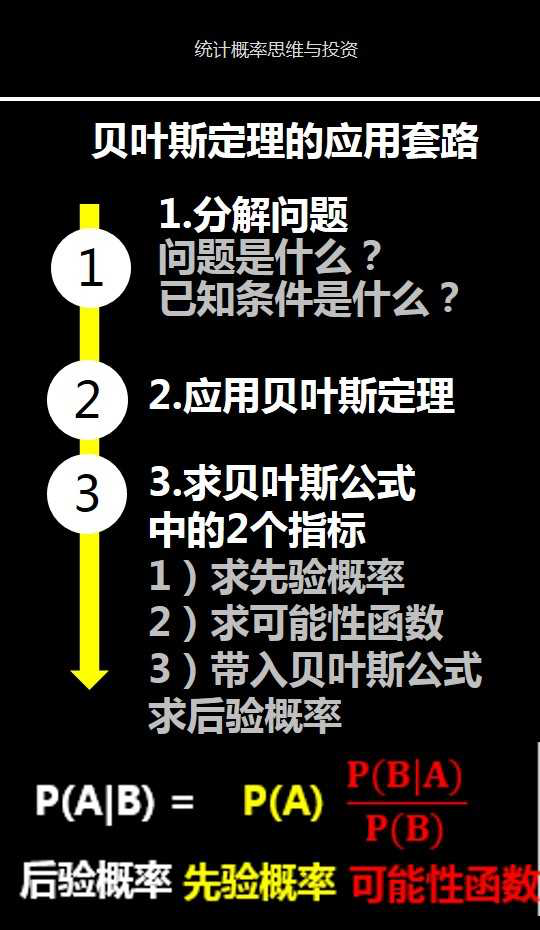 统计概率思维与投资
贝叶斯定理的应用套路
1
1.分解问题
问题是什么？
已知条件是什么？
2
2.应用贝叶斯定理
3
3.求贝叶斯公式
中的2个指标
1）求先验概率
2）求可能性函数
3）带入贝叶斯公式
求后验概率
P(A|B) = P(A) P(B|A)
P(B)
后验概率 先验概率 可能性函数